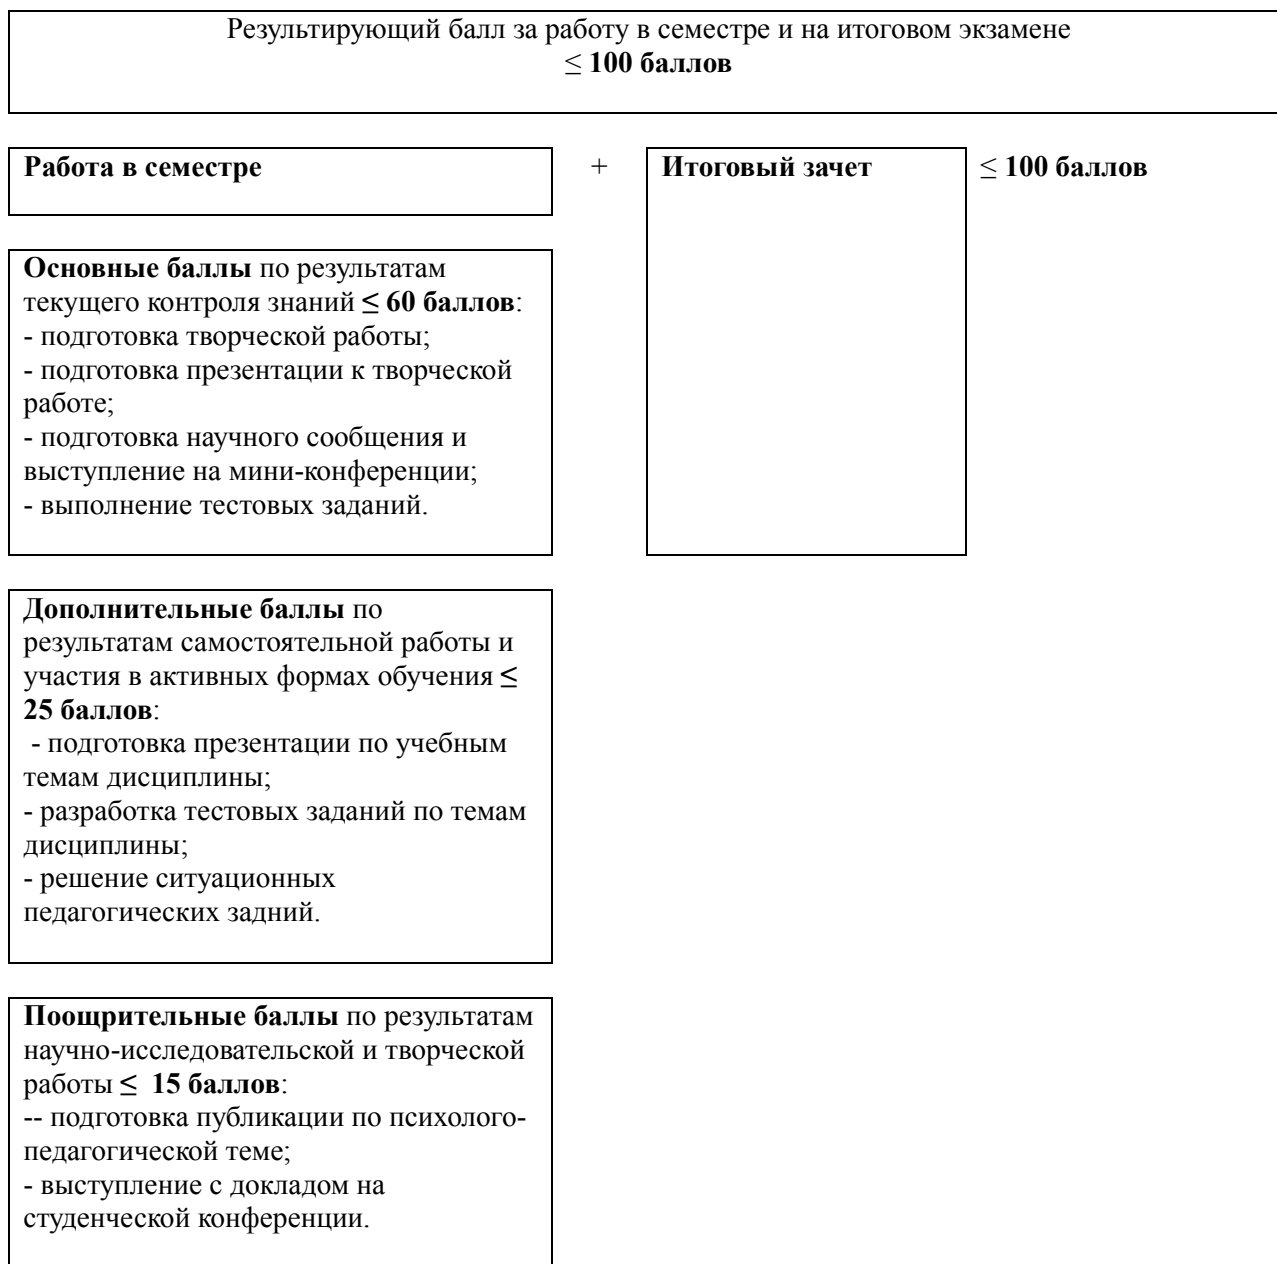 Результирующий балл за работу в семестре и на итоговом экзамене
≤ 100 баллов
Работа в семестре + Итоговый зачет ≤ 100 баллов
Основные баллы по результатам
текущего контроля знаний ≤ 60 баллов:
- подготовка творческой работы;
- подготовка презентации к творческой
работе;
- подготовка научного сообщения и
выступление на мини-конференции;
- выполнение тестовых заданий.
Дополнительные баллы по
результатам самостоятельной работы и
участия в активных формах обучения ≤
25 баллов:
- подготовка презентации по учебным
темам дисциплины;
- разработка тестовых заданий по темам
дисциплины;
- решение ситуационных
педагогических задний.
Поощрительные баллы по результатам
научно-исследовательской и творческой
работы ≤ 15 баллов:
-- подготовка публикации по психолого-
педагогической теме;
- выступление с докладом на
студенческой конференции.